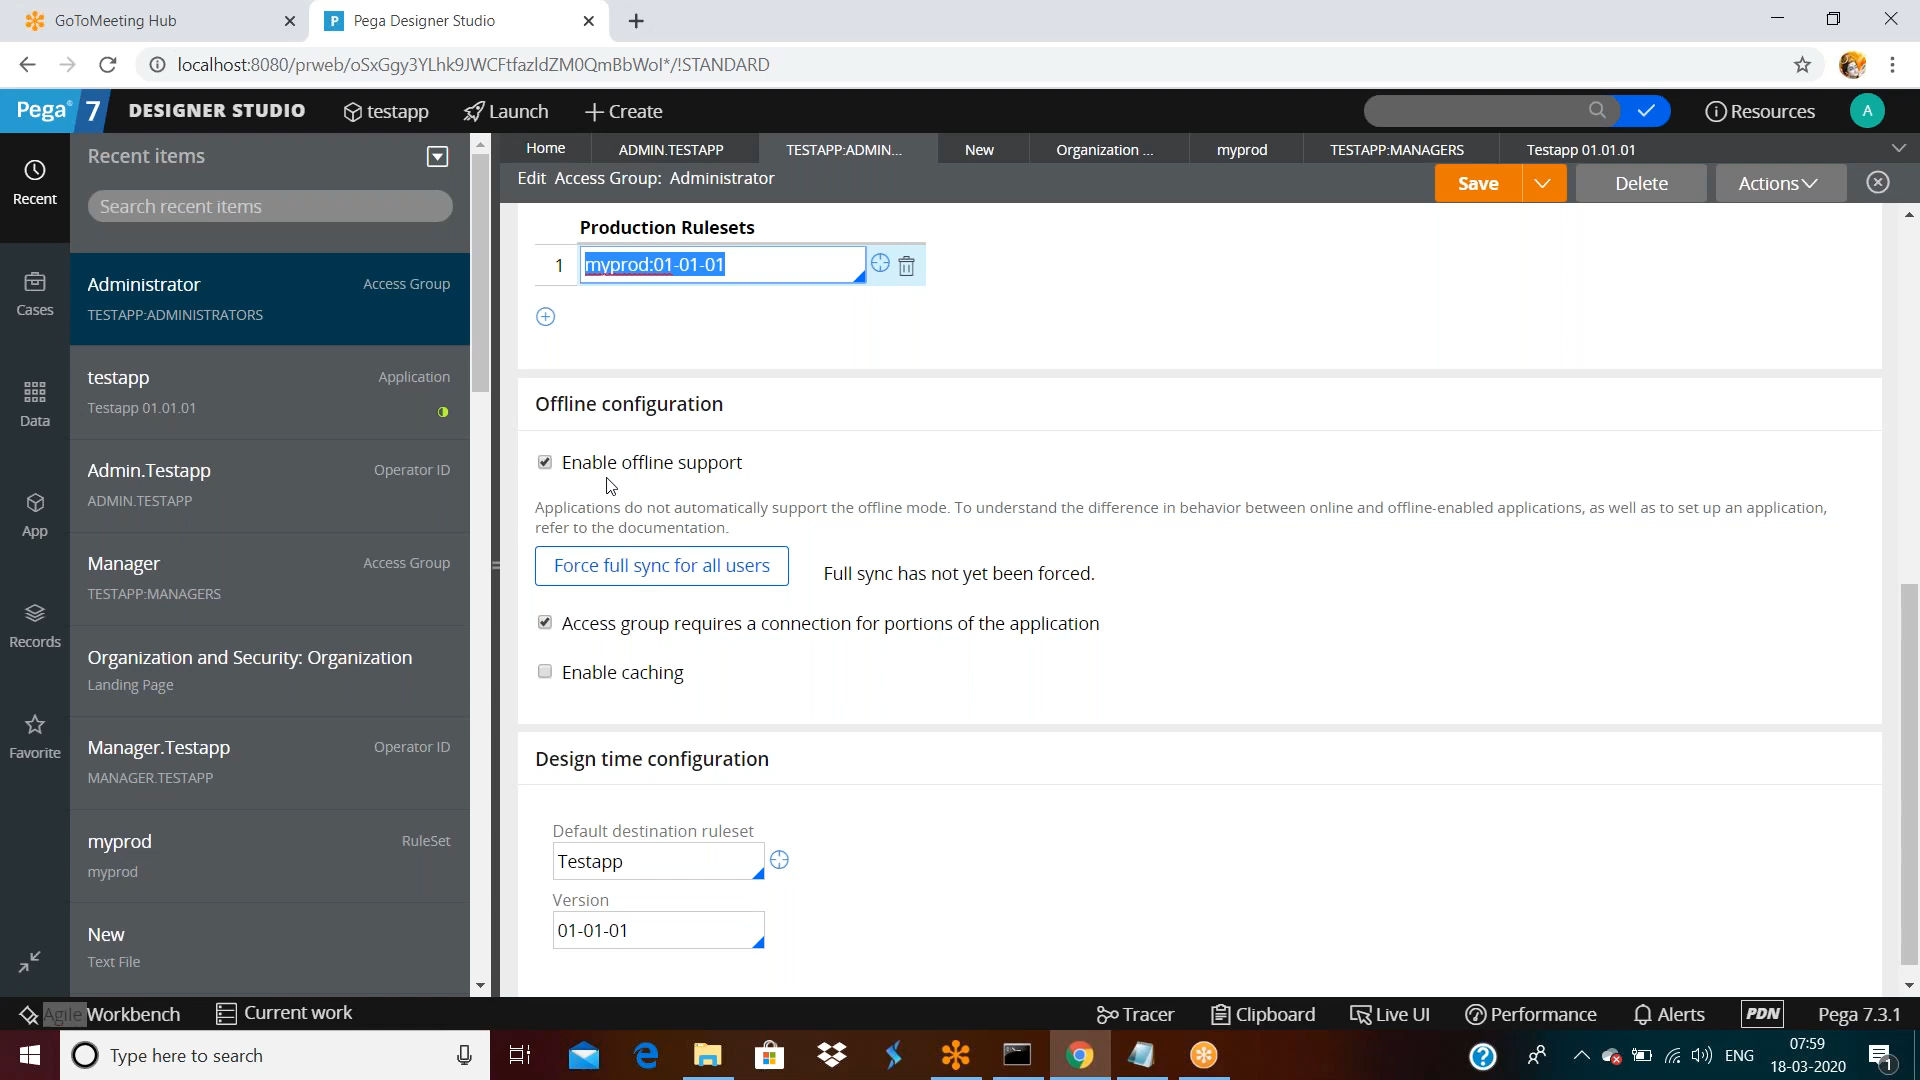 GoToMeeting Hub
P Pega Designer Studio
localhost:8080/prweb/oSxGgy3YLhk9JWCFtfazldZM0QmBbWoI*/!STANDARD
Pega 7 DESIGNER STUDIO testapp Launch Create Resources A
Recent
Cases
Data
App
Records
Favorite
Recent items
Search recent items
Administrator Access Group
TESTAPP:ADMINISTRATORS
testapp Application
Testapp 01.01.01
Admin.Testapp Operator ID
ADMIN.TESTAPP
Manager Access Group
TESTAPP:MANAGERS
Organization and Security: Organization
Landing Page
Manager.Testapp Operator ID
MANAGER.TESTAPP
myprod RuleSet
myprod
New
Text File
Home ADMIN.TESTAPP TESTAPP:ADMIN... New Organization ... myprod TESTAPP:MANAGERS Testapp 01.01.01
Edit Access Group: Administrator Save Delete Actions
Production Rulesets
1 myprod:01-01-01
Offline configuration
Enable offline support
Applications do not automatically support the offline mode. To understand the difference in behavior between online and offline-enabled applications, as well as to set up an application,
refer to the documentation.
Force full sync for all users Full sync has not yet been forced.
Access group requires a connection for portions of the application
Enable caching
Design time configuration
Default destination ruleset
Testapp
Version
01-01-01
Agile Workbench Current work Tracer Clipboard Live UI Performance Alerts PDN Pega 7.3.1
Type here to search ENG 07:59
18-03-2020 1